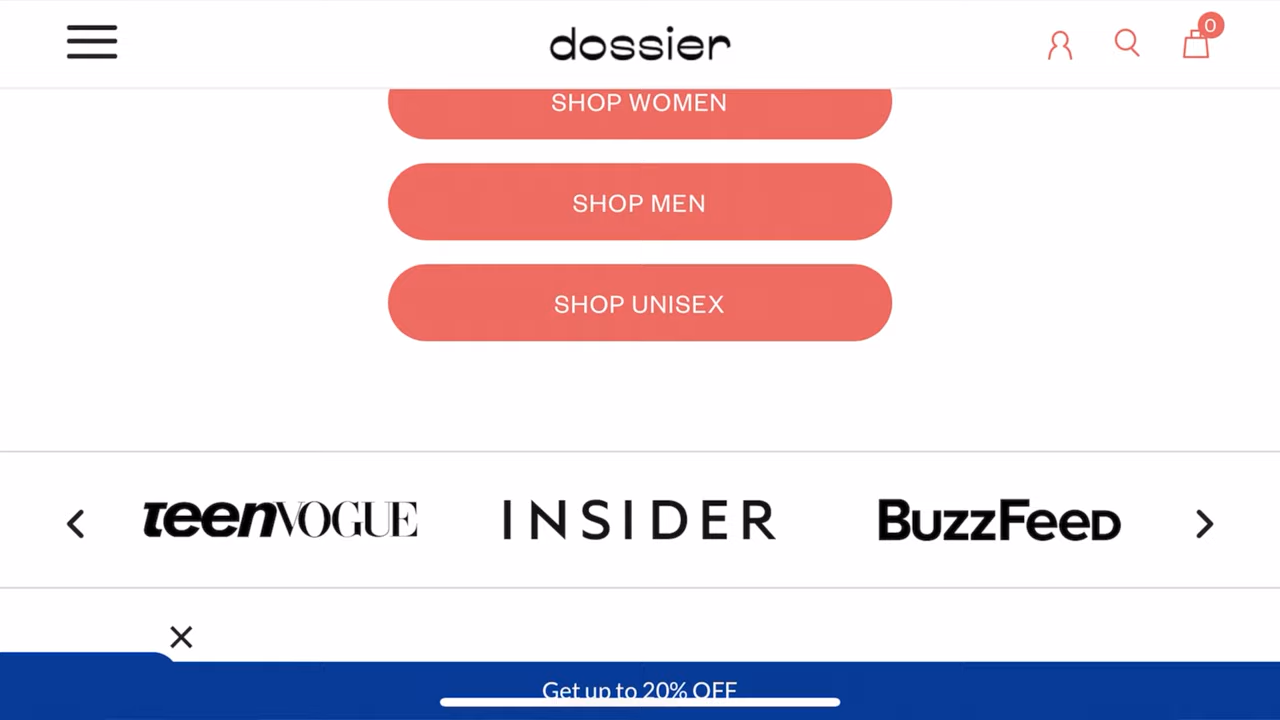 dossier
0
SHOP WOMEN
SHOP MEN
SHOP UNISEX
teenVOGUE
INSIDER
BuzzFeed
Get up to 20% OFF